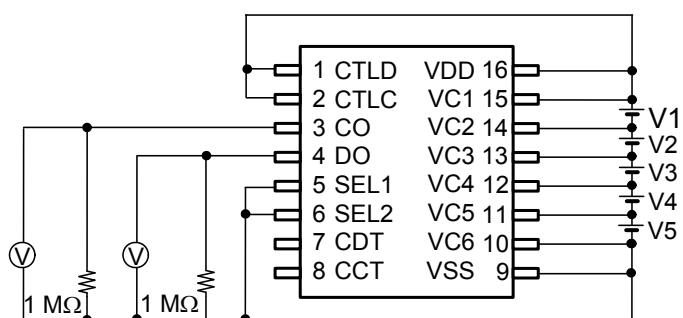 1 CTLD VDD 16
2 CTLC VC1 15
V1
3 CO VC2 14
V2
4 DO VC3 13
V3
5 SEL1 VC4 12
V4
6 SEL2 VC5 11
V5
7 CDT VC6 10
V V
8 CCT VSS 9
1 MΩ 1 MΩ